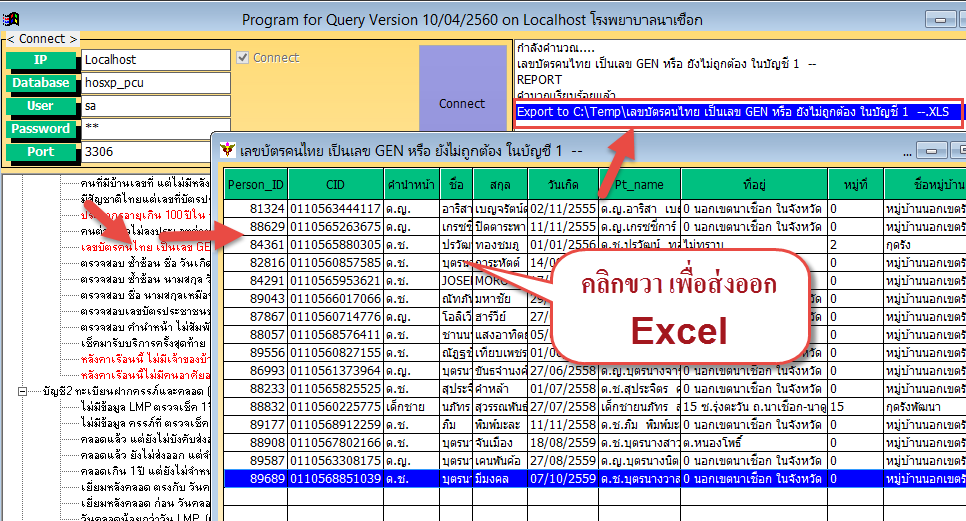 Program for Query Version 10/04/2560 on Localhost โรงพยาบาลนาเชือก
< Connect >
IP Localhost Connect
Database hosxp_pcu
User sa
Password **
Port 3306
Connect
กำลังคำนวณ....
เลขบัตรคนไทย เป็นเลข GEN หรือ ยังไม่ถูกต้อง ในบัญชี 1 --
REPORT
คำนวณเรียบร้อยแล้ว
Export to C:\Temp\เลขบัตรคนไทย เป็นเลข GEN หรือ ยังไม่ถูกต้อง ในบัญชี 1 --.XLS
คนที่มีบ้านเลขที่ แต่ไม่มีหลัง
มีสัญชาติไทยแต่เลขที่บัตรประ
ประชากรอายุเกิน 100 ปีใน
เลขบัตรคนไทย เป็นเลข GE
ตรวจสอบ ซ้ำซ้อน ชื่อ วันเกิด
ตรวจสอบ ซ้ำซ้อน นามสกุล ว
ตรวจสอบ ชื่อ นามสกุลเหมือน
ตรวจสอบเลขบัตรประชาชน
ตรวจสอบ คำนำหน้า ไม่สัมพั
เช็คมารับบริการครั้งสุดท้าย
หลังคาเรือนนี้ ไม่มีเจ้าของบ้า
หลังคาเรือนนี้ไม่มีคนอาศัยอ
บัญชี2 ทะเบียนฝากครรภ์และคลอด (
ไม่มีข้อมูล LMP ตรวจเช็ค 1
ไม่มีข้อมูล ครรภ์ที่ ตรวจเช็ค
คลอดแล้ว แต่ยังไม่บังคับส่งอ
คลอดแล้ว ยังไม่ส่งออก แต่จำ
คลอดเกิน 1ปี แต่ยังไม่จำหน
เยี่ยมหลังคลอด ตรงกับ วันค
เยี่ยมหลังคลอด ก่อน วันคลอ
วันคลอดน้อยกว่าวัน LMP (
เลขบัตรคนไทย เป็นเลข GEN หรือ ยังไม่ถูกต้อง ในบัญชี 1 --
Person_ID CID คำนำหน้า ชื่อ สกุล วันเกิด Pt_name ที่อยู่ หมู่ที่ ชื่อหมู่บ้าน
81324 0110563444117 ด.ญ. อาริสา เบญจรัตน์ 02/11/2555 ด.ญ.อาริสา เบ 0 นอกเขตนาเชือก ในจังหวัด 0 หมู่บ้านนอกเขตรั
88629 0110565263675 ด.ญ. เกรซชี ปิดตาระพา 11/11/2555 ด.ญ.เกรซชีการ์ 0 นอกเขตนาเชือก ในจังหวัด 0 หมู่บ้านนอกเขตรั
84361 0110565880305 ด.ช. ปรวัฒ ทองชมภู 01/01/2556 ด.ช.ปรวัฒน์ ทอ ไม่ทราบ 2 กุดรัง
82816 0110560857585 ด.ช. บุตรน ภาระหัตต์ 14/0 0 หมู่บ้านนอกเขตรั
84291 0110565953621 ด.ช. JOSE MORG 0 หมู่บ้านนอกเขตรั
89043 0110566017066 ด.ช. ณัทภั มหาชัย 0 หมู่บ้านนอกเขตรั
87867 0110560714776 ด.ช. โอลิเวี ฮาร์วีย์ 27/ 0 หมู่บ้านนอกเขตรั
88057 0110568576411 ด.ช. ชานน แสงอาทิตย 05/ 0 หมู่บ้านนอกเขตรั
89556 0110560827155 ด.ช. ณัฏฐช เทียบเพชร 01/0 0 หมู่บ้านนอกเขตรั
86993 0110561373964 ด.ช. บุตรนา ขันธจำนงค์ 27/06/2558 ด.ช.บุตรนางจา 0 นอกเขตนาเชือก ในจังหวัด 0 หมู่บ้านนอกเขตรั
88233 0110565825525 ด.ช. สุประจิ คำหล้า 01/07/2558 ด.ช.สุประจิตร ค 0 นอกเขตนาเชือก ในจังหวัด 0 หมู่บ้านนอกเขตรั
88832 0110560225775 เด็กชาย นภัทร สุวรรณพันธ์ 27/07/2558 เด็กชายนภัทร ส 15 ซ.รุ่งตะวัน ถ.นาเชือก-นาดู 15 กุดรังพัฒนา
89177 0110568912259 ด.ช. ภีม พิมพ์มะละ 11/11/2558 ด.ช.ภีม พิมพ์มะ 0 นอกเขตนาเชือก ในจังหวัด 0 หมู่บ้านนอกเขตรั
88908 0110567802166 ด.ช. บุตรนา จันเมือง 18/08/2559 ด.ช.บุตรนางสาว ต.หนองโพธิ์ 0 หมู่บ้านนอกเขตรั
89587 0110563308175 ด.ญ. บุตรนา เคนพันค้อ 27/08/2559 ด.ญ.บุตรนางนิต 0 นอกเขตนาเชือก ในจังหวัด 0 หมู่บ้านนอกเขตรั
89689 0110568851039 ด.ช. บุตรนา มีมงคล 07/10/2559 ด.ช.บุตรนางวาส 0 นอกเขตนาเชือก ในจังหวัด 0 หมู่บ้านนอกเขตรั
คลิกขวา เพื่อส่งออก
Excel